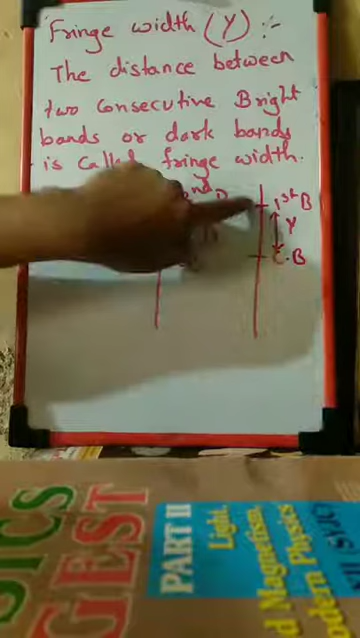 Fringe width (Y) :-
The distance between
two consecutive Bright
bands or dark bands
is called fringe width.
1st B
Y
C.B
PART II
Light,
Magnetism,
Modern Physics